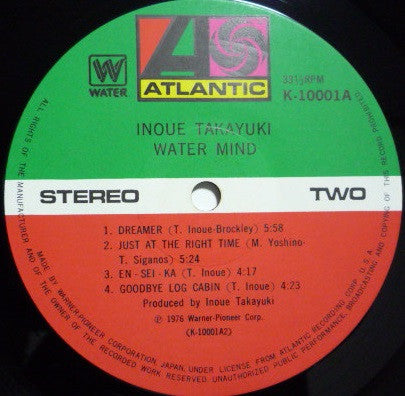 W
WATER
A
ATLANTIC
33⅓RPM
K-10001A
INOUE TAKAYUKI
WATER MIND
STEREO
TWO
1. DREAMER (T. Inoue-Brockley) 5:58
2. JUST AT THE RIGHT TIME (M. Yoshino-
T. Siganos) 5:24
3. EN-SEI-KA (T. Inoue) 4:17
4. GOODBYE LOG CABIN (T. Inoue) 4:23
Produced by Inoue Takayuki
℗ 1976 Warner-Pioneer Corp.
(K-10001A2)
MADE BY WARNER-PIONEER CORPORATION, JAPAN, UNDER LICENSE FROM ATLANTIC RECORDING CORP. U.S.A.
ALL RIGHTS OF THE MANUFACTURER AND OF THE OWNER OF THE RECORDED WORK RESERVED. UNAUTHORIZED PUBLIC PERFORMANCE, BROADCASTING AND COPYING OF THIS RECORD PROHIBITED.